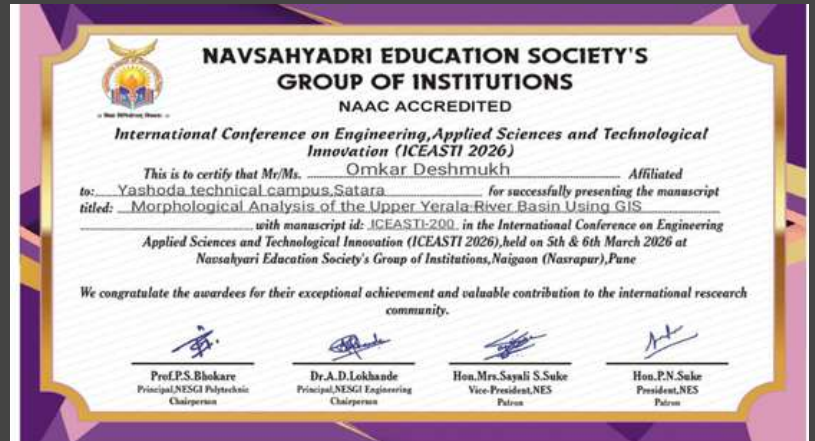 NAVSAHYADRI EDUCATION SOCIETY'S
GROUP OF INSTITUTIONS
NAAC ACCREDITED
International Conference on Engineering,Applied Sciences and Technological
Innovation (ICEASTI 2026)
This is to certify that Mr/Ms. Omkar Deshmukh Affiliated
to: Yashoda technical campus,Satara for successfully presenting the manuscript
titled: Morphological Analysis of the Upper Yerala River Basin Using GIS
with manuscript id: ICEASTI-200 in the International Conference on Engineering
Applied Sciences and Technological Innovation (ICEASTI 2026),held on 5th & 6th March 2026 at
Navsahyari Education Society's Group of Institutions,Naigaon (Nasrapur),Pune
We congratulate the awardees for their exceptional achievement and valuable contribution to the international rescearch
community.
Prof.P.S.Bhokare
Principal,NESGI Polytechnic
Chairperson
Dr.A.D.Lokhande
Principal,NESGI Engineering
Chairperson
Hon.Mrs.Sayali S.Suke
Vice-President,NES
Patron
Hon.P.N.Suke
President,NES
Patron